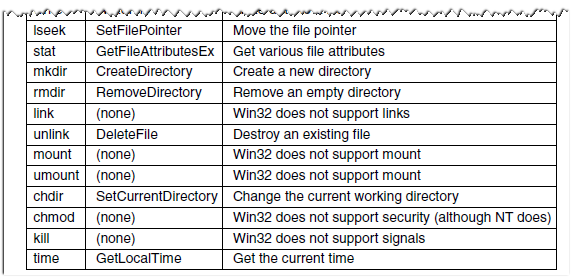 lseek SetFilePointer Move the file pointer
stat GetFileAttributesEx Get various file attributes
mkdir CreateDirectory Create a new directory
rmdir RemoveDirectory Remove an empty directory
link (none) Win32 does not support links
unlink DeleteFile Destroy an existing file
mount (none) Win32 does not support mount
umount (none) Win32 does not support mount
chdir SetCurrentDirectory Change the current working directory
chmod (none) Win32 does not support security (although NT does)
kill (none) Win32 does not support signals
time GetLocalTime Get the current time